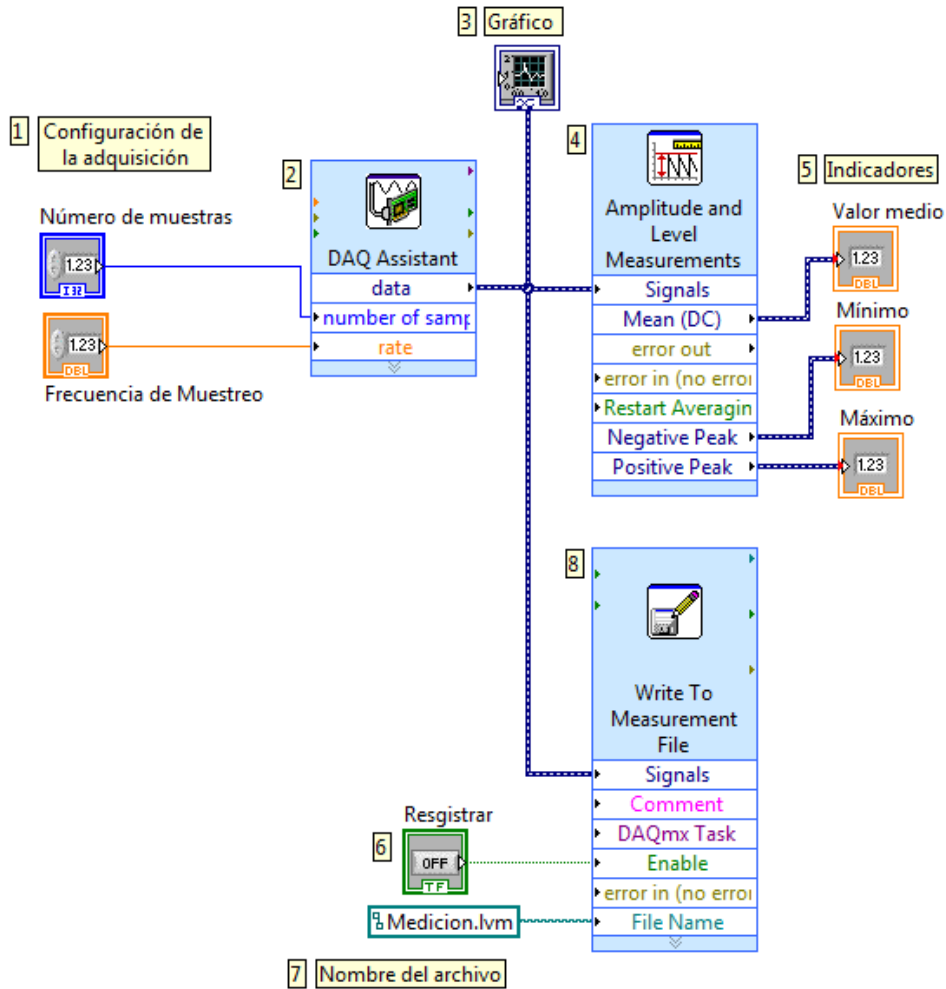 3 Gráfico
1 Configuración de
la adquisición
2
4
5 Indicadores
Número de muestras
1.23
I32
DAQ Assistant
data
number of samp
rate
1.23
DBL
Frecuencia de Muestreo
Amplitude and
Level
Measurements
Signals
Mean (DC)
error out
error in (no error
Restart Averagin
Negative Peak
Positive Peak
Valor medio
1.23
DBL
Mínimo
1.23
DBL
Máximo
1.23
DBL
8
Write To
Measurement
File
Signals
Comment
DAQmx Task
Enable
error in (no error
File Name
Resgistrar
6
OFF
TF
Medicion.lvm
7 Nombre del archivo